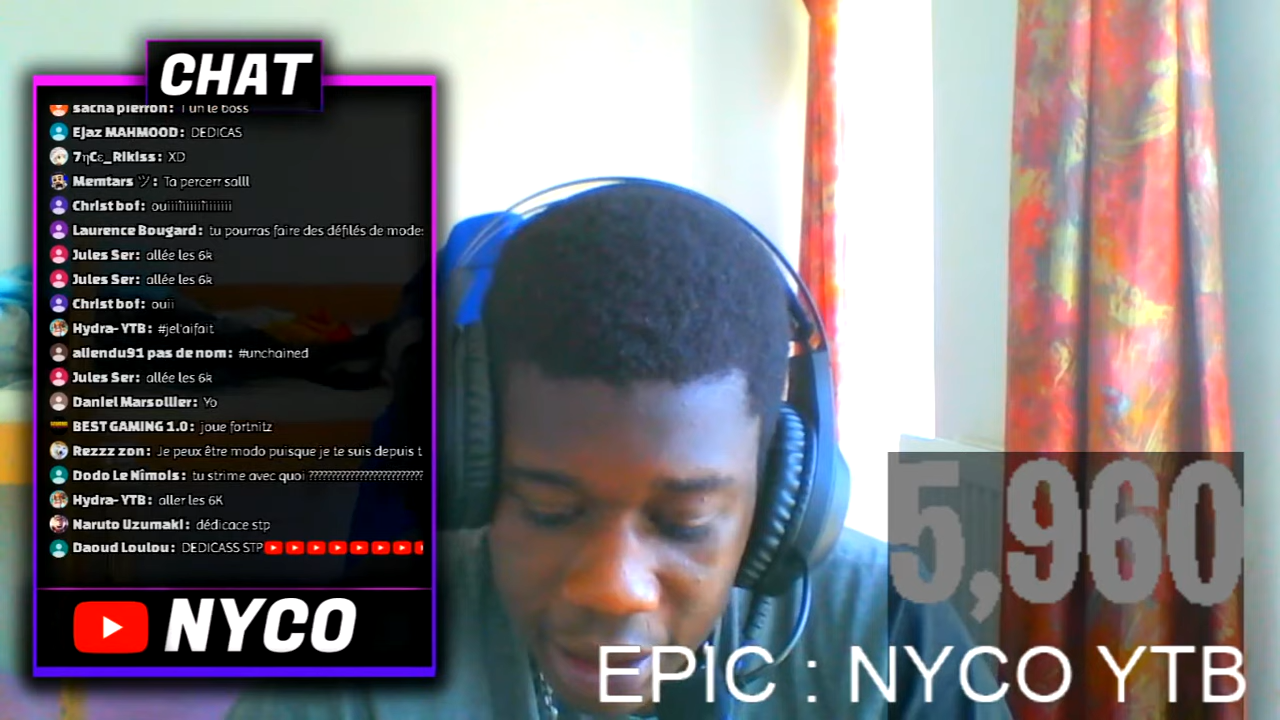 CHAT
sacha pierron: 1 un le boss
Ejaz MAHMOOD: DEDICAS
7ηCε_Rikiss: XD
Memtars ツ: Ta percerr salll
Christ bof: ouiiiiiiiiiiiiiiiiii
Laurence Bougard: tu pourras faire des défilés de modes
Jules Ser: allée les 6k
Jules Ser: allée les 6k
Christ bof: ouii
Hydra- YTB: #jel'aifait
allendu91 pas de nom: #unchained
Jules Ser: allée les 6k
Daniel Marsollier: Yo
BEST GAMING 1.0: joue fortnitz
Rezzz zon: Je peux être modo puisque je te suis depuis t
Dodo Le Nîmois: tu strime avec quoi ?????????????????????????
Hydra- YTB: aller les 6K
Naruto Uzumaki: dédicace stp
Daoud Loulou: DEDICASS STP
NYCO
5,960
EPIC : NYCO YTB